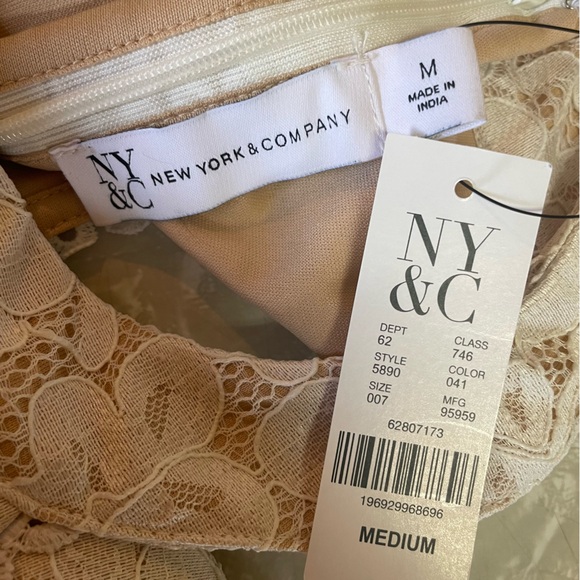 NY
&C
NEW YORK & COMPANY
M
MADE IN
INDIA
NY
&C
DEPT CLASS
62 746
STYLE COLOR
5890 041
SIZE MFG
007 95959
62807173
196929968696
MEDIUM